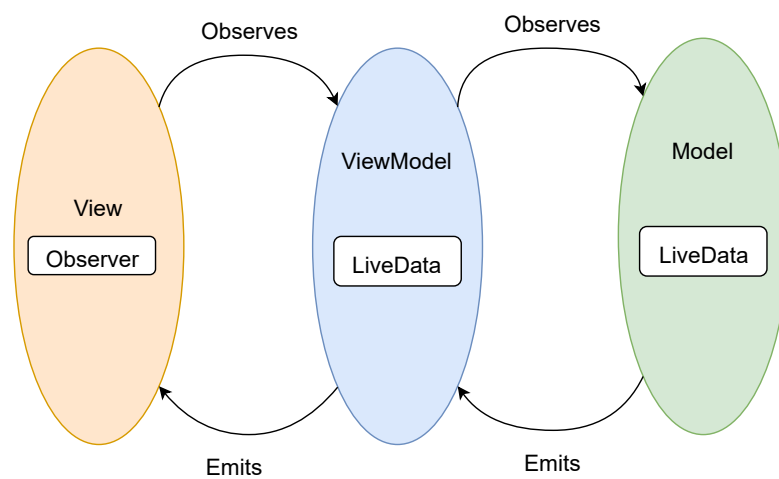 Observes
Observes
View
Observer
ViewModel
LiveData
Model
LiveData
Emits
Emits